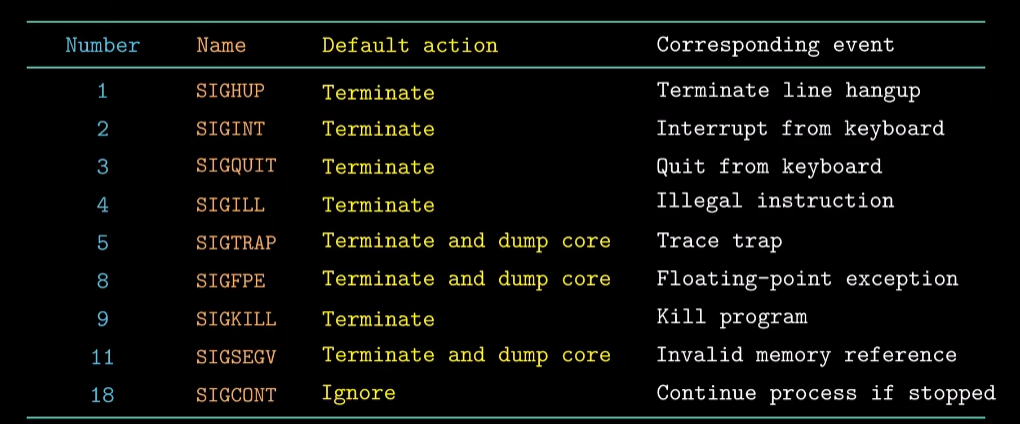 Number Name Default action Corresponding event
1 SIGHUP Terminate Terminate line hangup
2 SIGINT Terminate Interrupt from keyboard
3 SIGQUIT Terminate Quit from keyboard
4 SIGILL Terminate Illegal instruction
5 SIGTRAP Terminate and dump core Trace trap
8 SIGFPE Terminate and dump core Floating-point exception
9 SIGKILL Terminate Kill program
11 SIGSEGV Terminate and dump core Invalid memory reference
18 SIGCONT Ignore Continue process if stopped